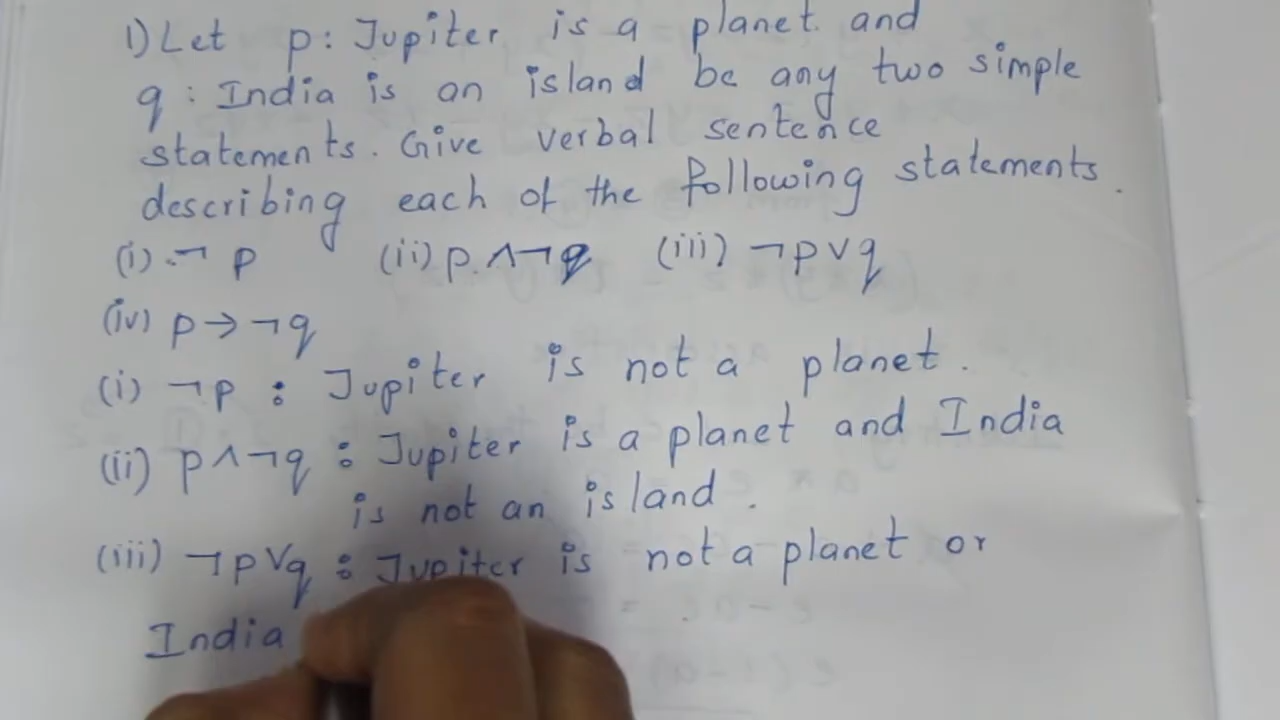 1) Let p: Jupiter is a planet and
q : India is an island be any two simple
statements. Give verbal sentence
describing each of the following statements.
(i) ¬ p (ii) p ∧ ¬ q (iii) ¬ p ∨ q
(iv) p → ¬ q
(i) ¬ p : Jupiter is not a planet.
(ii) p ∧ ¬ q : Jupiter is a planet and India
is not an island.
(iii) ¬ p ∨ q : Jupiter is not a planet or
India